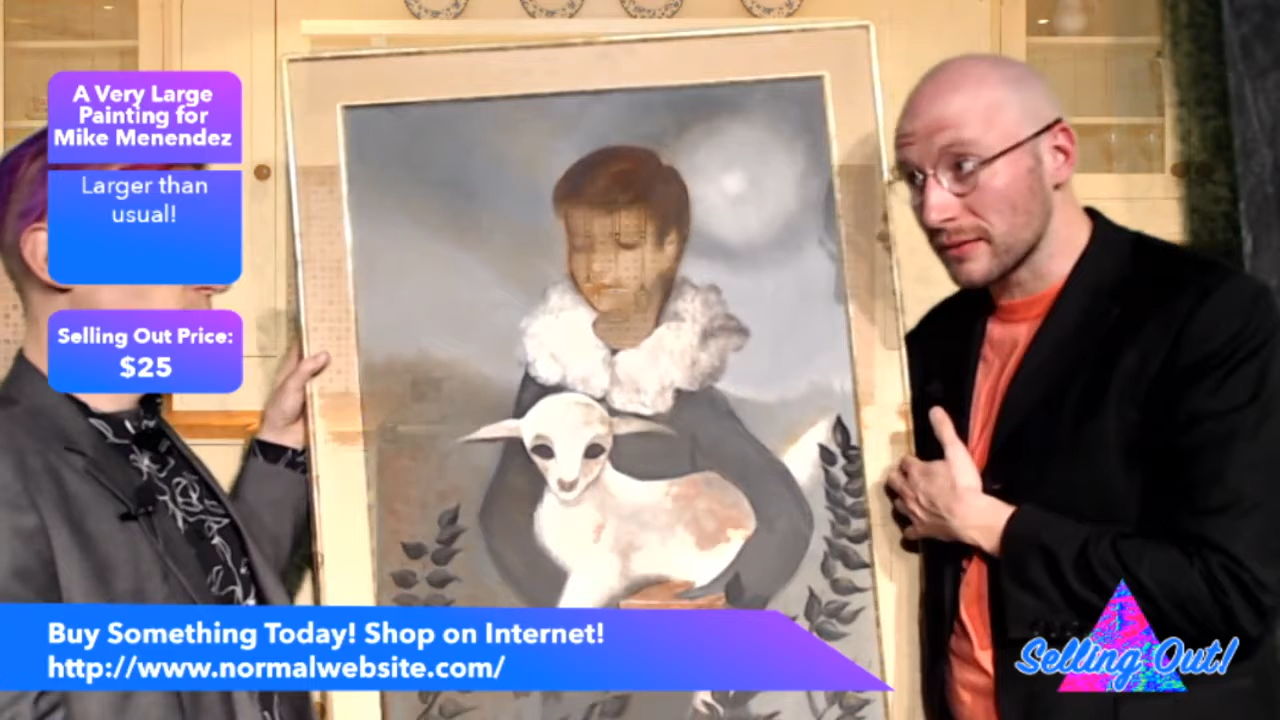 A Very Large
Painting for
Mike Menendez
Larger than
usual!
Selling Out Price:
$25
Buy Something Today! Shop on Internet!
http://www.normalwebsite.com/
Selling Out!